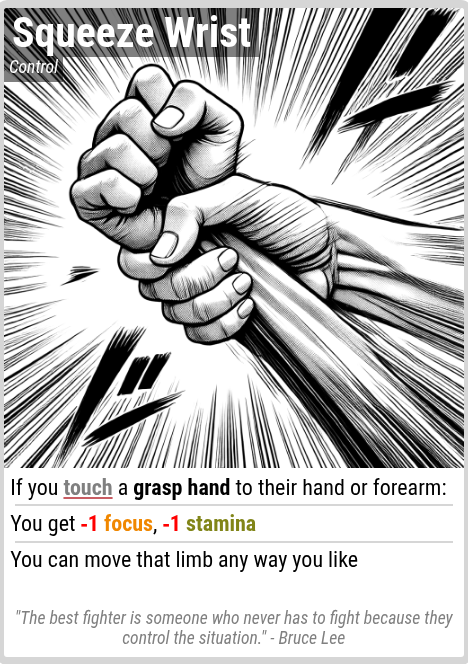 Squeeze Wrist
Control
If you touch a grasp hand to their hand or forearm:
You get -1 focus, -1 stamina
You can move that limb any way you like
"The best fighter is someone who never has to fight because they
control the situation." - Bruce Lee